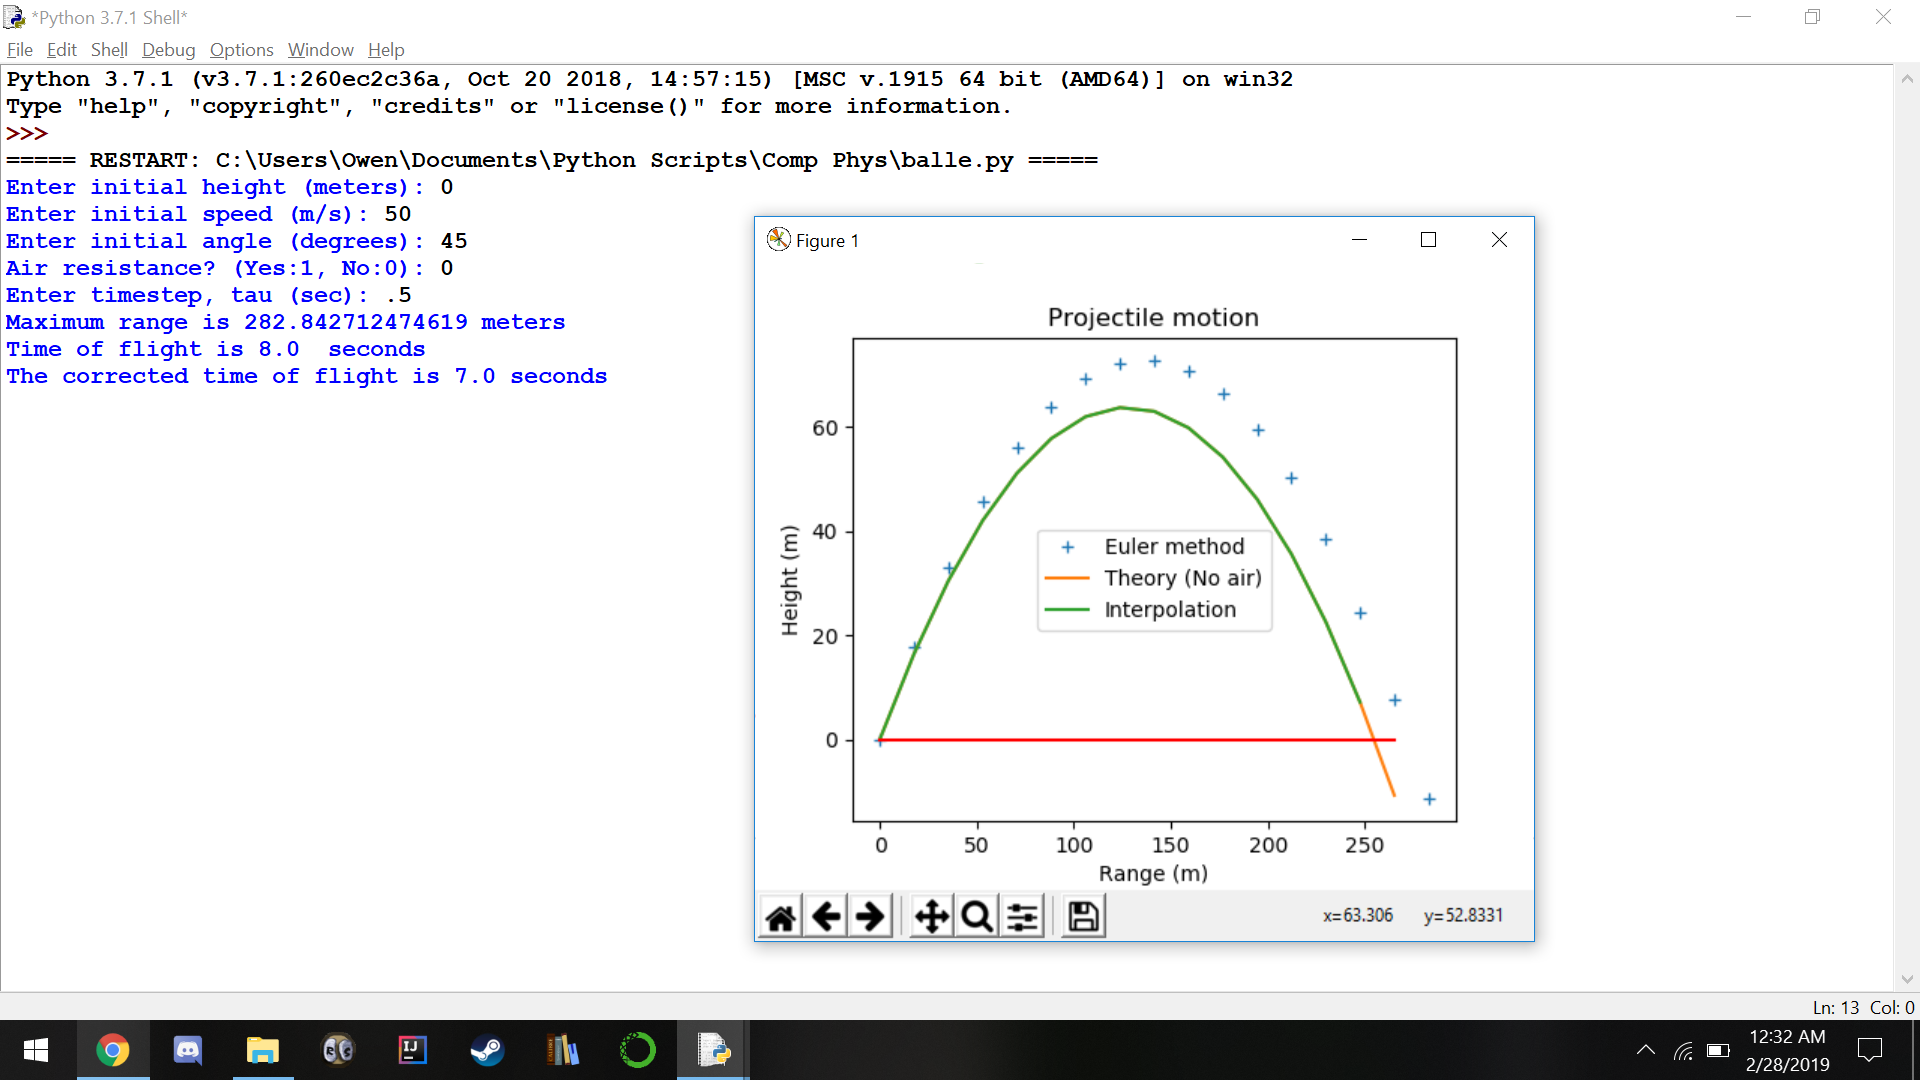 *Python 3.7.1 Shell*
File Edit Shell Debug Options Window Help
Python 3.7.1 (v3.7.1:260ec2c36a, Oct 20 2018, 14:57:15) [MSC v.1915 64 bit (AMD64)] on win32
Type "help", "copyright", "credits" or "license()" for more information.
>>>
===== RESTART: C:\Users\Owen\Documents\Python Scripts\Comp Phys\balle.py =====
Enter initial height (meters): 0
Enter initial speed (m/s): 50
Enter initial angle (degrees): 45
Air resistance? (Yes:1, No:0): 0
Enter timestep, tau (sec): .5
Maximum range is 282.842712474619 meters
Time of flight is 8.0  seconds
The corrected time of flight is 7.0 seconds
Figure 1
Projectile motion
60
40
20
0
Height (m)
Euler method
Theory (No air)
Interpolation
0 50 100 150 200 250
Range (m)
x=63.306 y=52.8331
Ln: 13 Col: 0
IJ
12:32 AM
2/28/2019